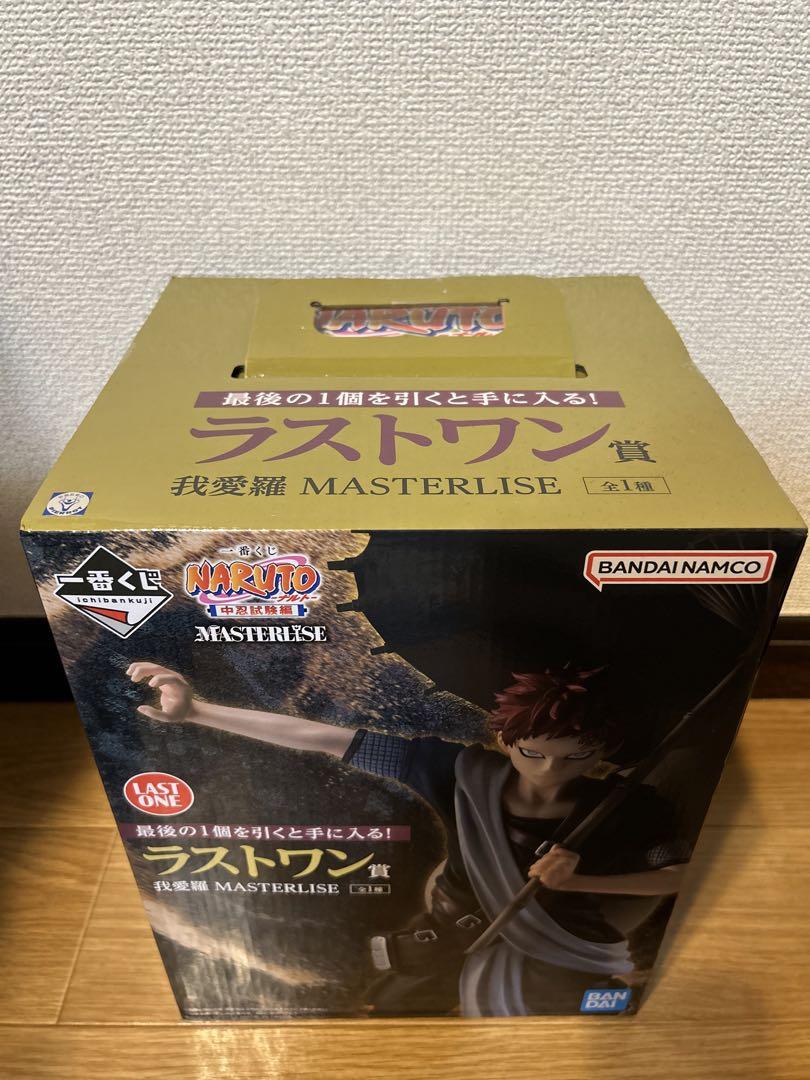 NARUTO
最後の1個を引くと手に入る!
ラストワン賞
我愛羅 MASTERLISE 全1種
一番くじ
ichibankuji
一番くじ
NARUTO
ナルトー
中忍試験編
MASTERLISE
BANDAI NAMCO
LAST
ONE
最後の1個を引くと手に入る!
ラストワン賞
我愛羅 MASTERLISE 全1種
BAN
DAI